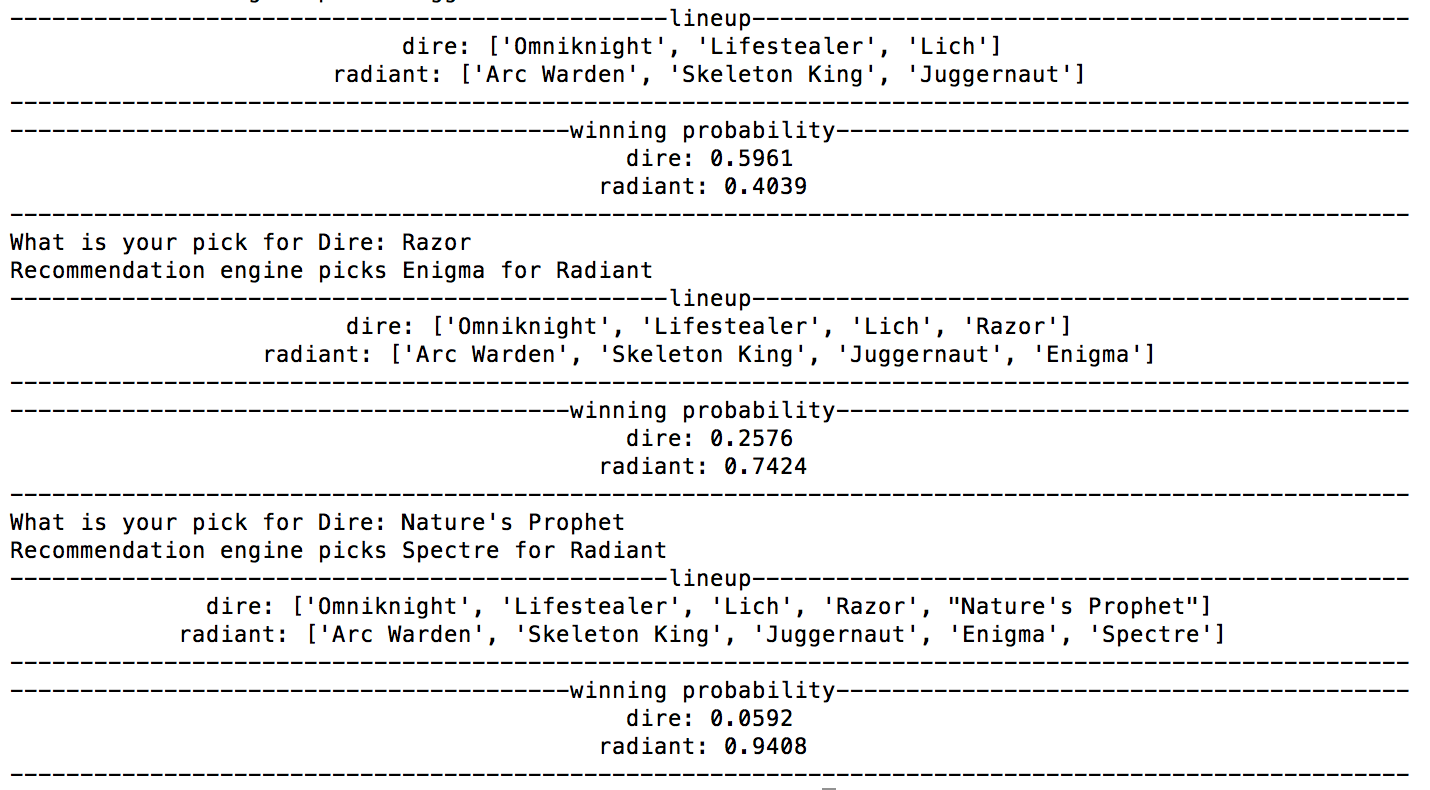 -----------------------------------------------lineup-----------------------------------------------
dire: ['Omniknight', 'Lifestealer', 'Lich']
radiant: ['Arc Warden', 'Skeleton King', 'Juggernaut']
----------------------------------------------------------------------------------------------------
----------------------------------------winning probability-----------------------------------------
dire: 0.5961
radiant: 0.4039
----------------------------------------------------------------------------------------------------
What is your pick for Dire: Razor
Recommendation engine picks Enigma for Radiant
-----------------------------------------------lineup-----------------------------------------------
dire: ['Omniknight', 'Lifestealer', 'Lich', 'Razor']
radiant: ['Arc Warden', 'Skeleton King', 'Juggernaut', 'Enigma']
----------------------------------------------------------------------------------------------------
----------------------------------------winning probability-----------------------------------------
dire: 0.2576
radiant: 0.7424
----------------------------------------------------------------------------------------------------
What is your pick for Dire: Nature's Prophet
Recommendation engine picks Spectre for Radiant
-----------------------------------------------lineup-----------------------------------------------
dire: ['Omniknight', 'Lifestealer', 'Lich', 'Razor', "Nature's Prophet"]
radiant: ['Arc Warden', 'Skeleton King', 'Juggernaut', 'Enigma', 'Spectre']
----------------------------------------------------------------------------------------------------
----------------------------------------winning probability-----------------------------------------
dire: 0.0592
radiant: 0.9408
----------------------------------------------------------------------------------------------------